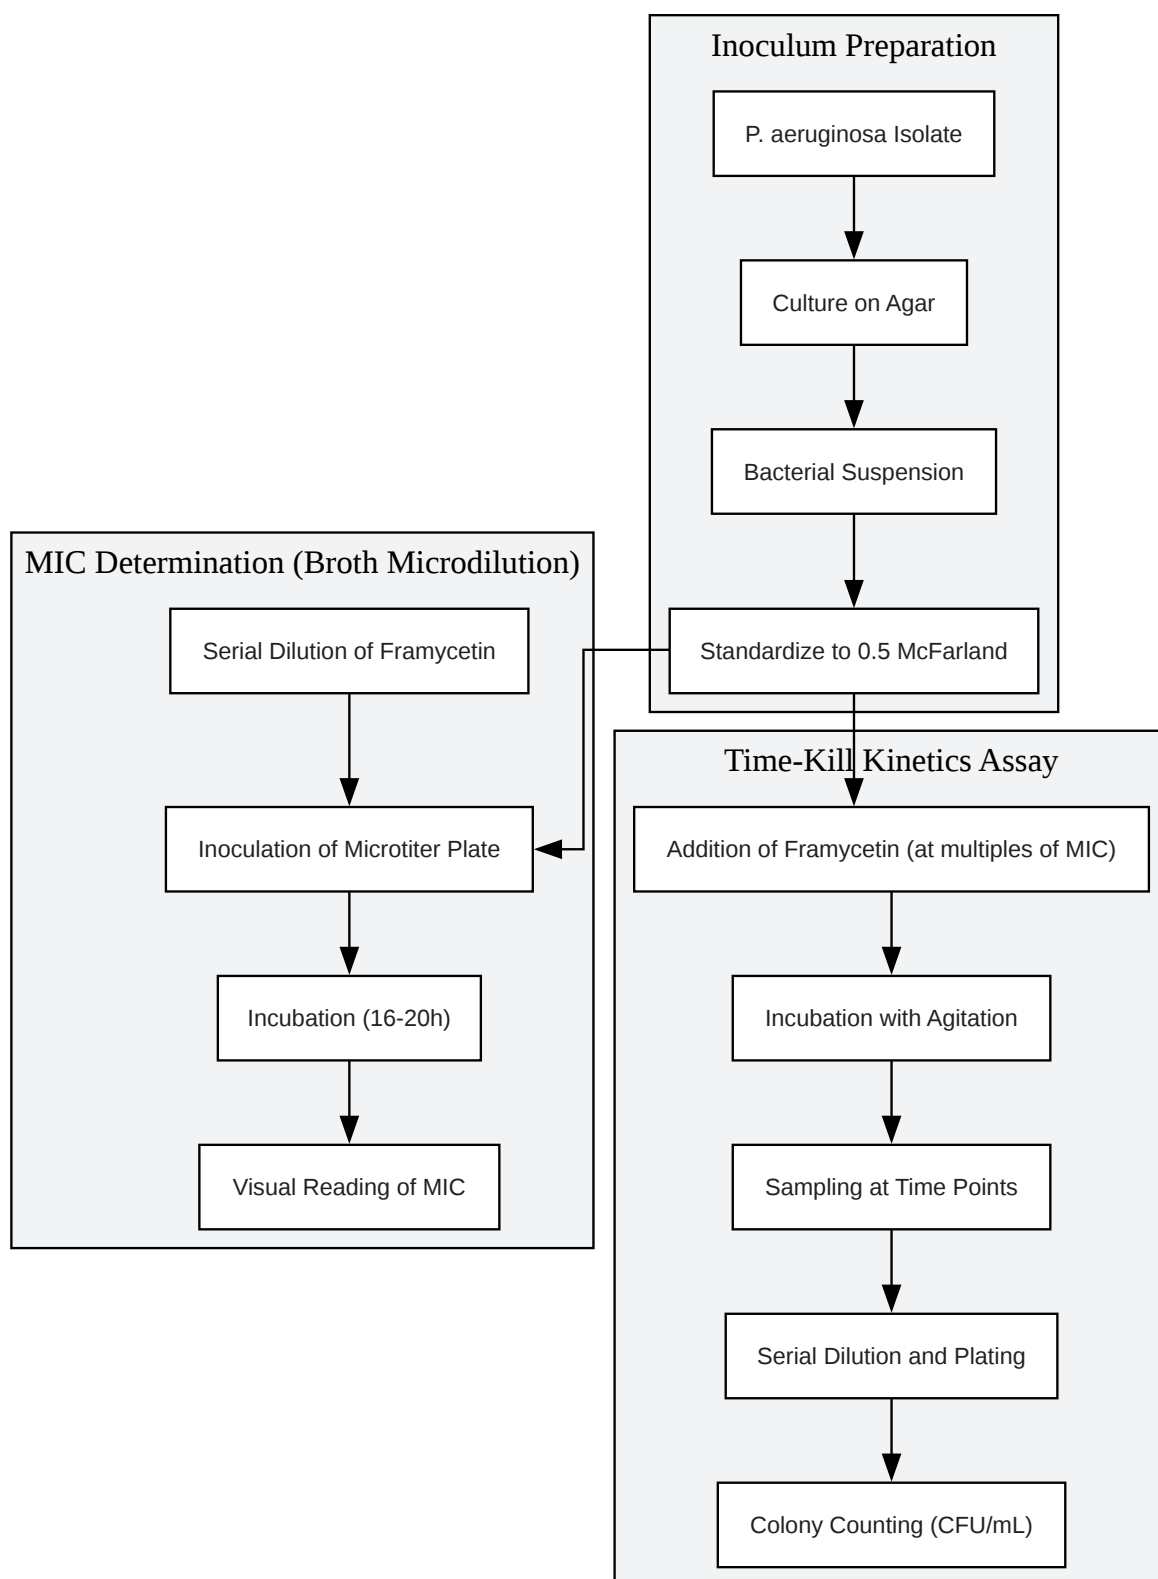 Inoculum Preparation
P. aeruginosa Isolate
Culture on Agar
Bacterial Suspension
Standardize to 0.5 McFarland
MIC Determination (Broth Microdilution)
Serial Dilution of Framycetin
Inoculation of Microtiter Plate
Incubation (16-20h)
Visual Reading of MIC
Time-Kill Kinetics Assay
Addition of Framycetin (at multiples of MIC)
Incubation with Agitation
Sampling at Time Points
Serial Dilution and Plating
Colony Counting (CFU/mL)